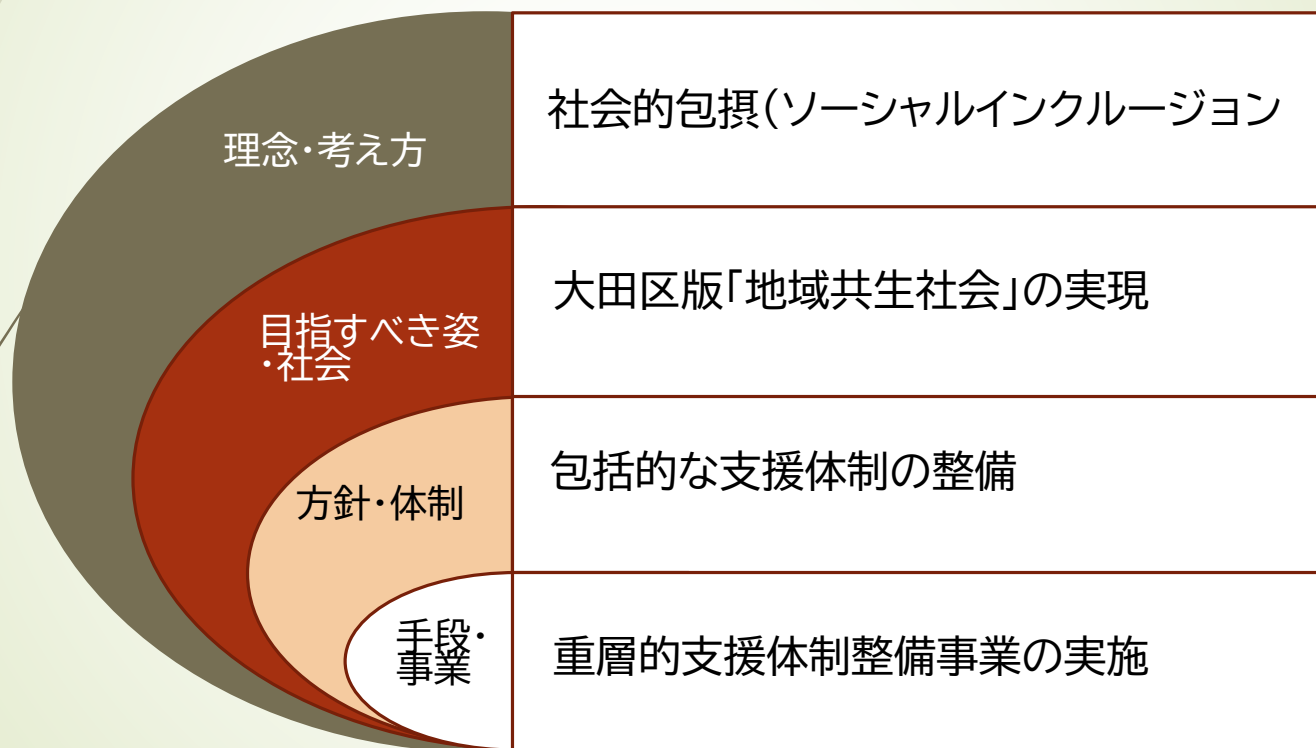 理念・考え方
社会的包摂(ソーシャルインクルージョン
目指すべき姿
・社会
大田区版「地域共生社会」の実現
方針・体制
包括的な支援体制の整備
手段・
事業
重層的支援体制整備事業の実施